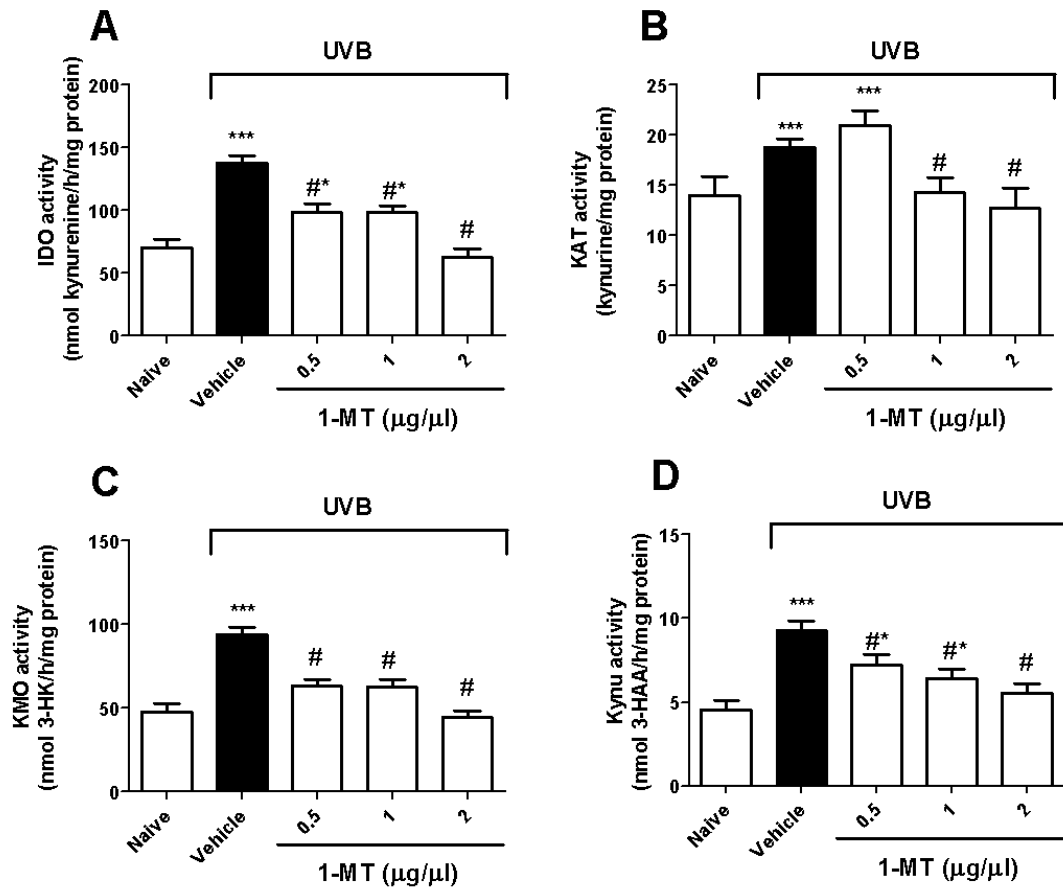 A
UVB
IDO activity
(nmol kynurenine/h/mg protein)
200
150
100
50
0
***
#*
#*
#
Naive
Vehicle
0.5
1
2
1-MT (μg/μl)
B
UVB
KAT activity
(kynurine/mg protein)
25
20
15
10
5
0
***
***
#
#
Naive
Vehicle
0.5
1
2
1-MT (μg/μl)
C
UVB
KMO activity
(nmol 3-HK/h/mg protein)
150
100
50
0
***
#
#
#
Naive
Vehicle
0.5
1
2
1-MT (μg/μl)
D
UVB
Kynu activity
(nmol 3-HAA/h/mg protein)
15
10
5
0
***
#*
#*
#
Naive
Vehicle
0.5
1
2
1-MT (μg/μl)